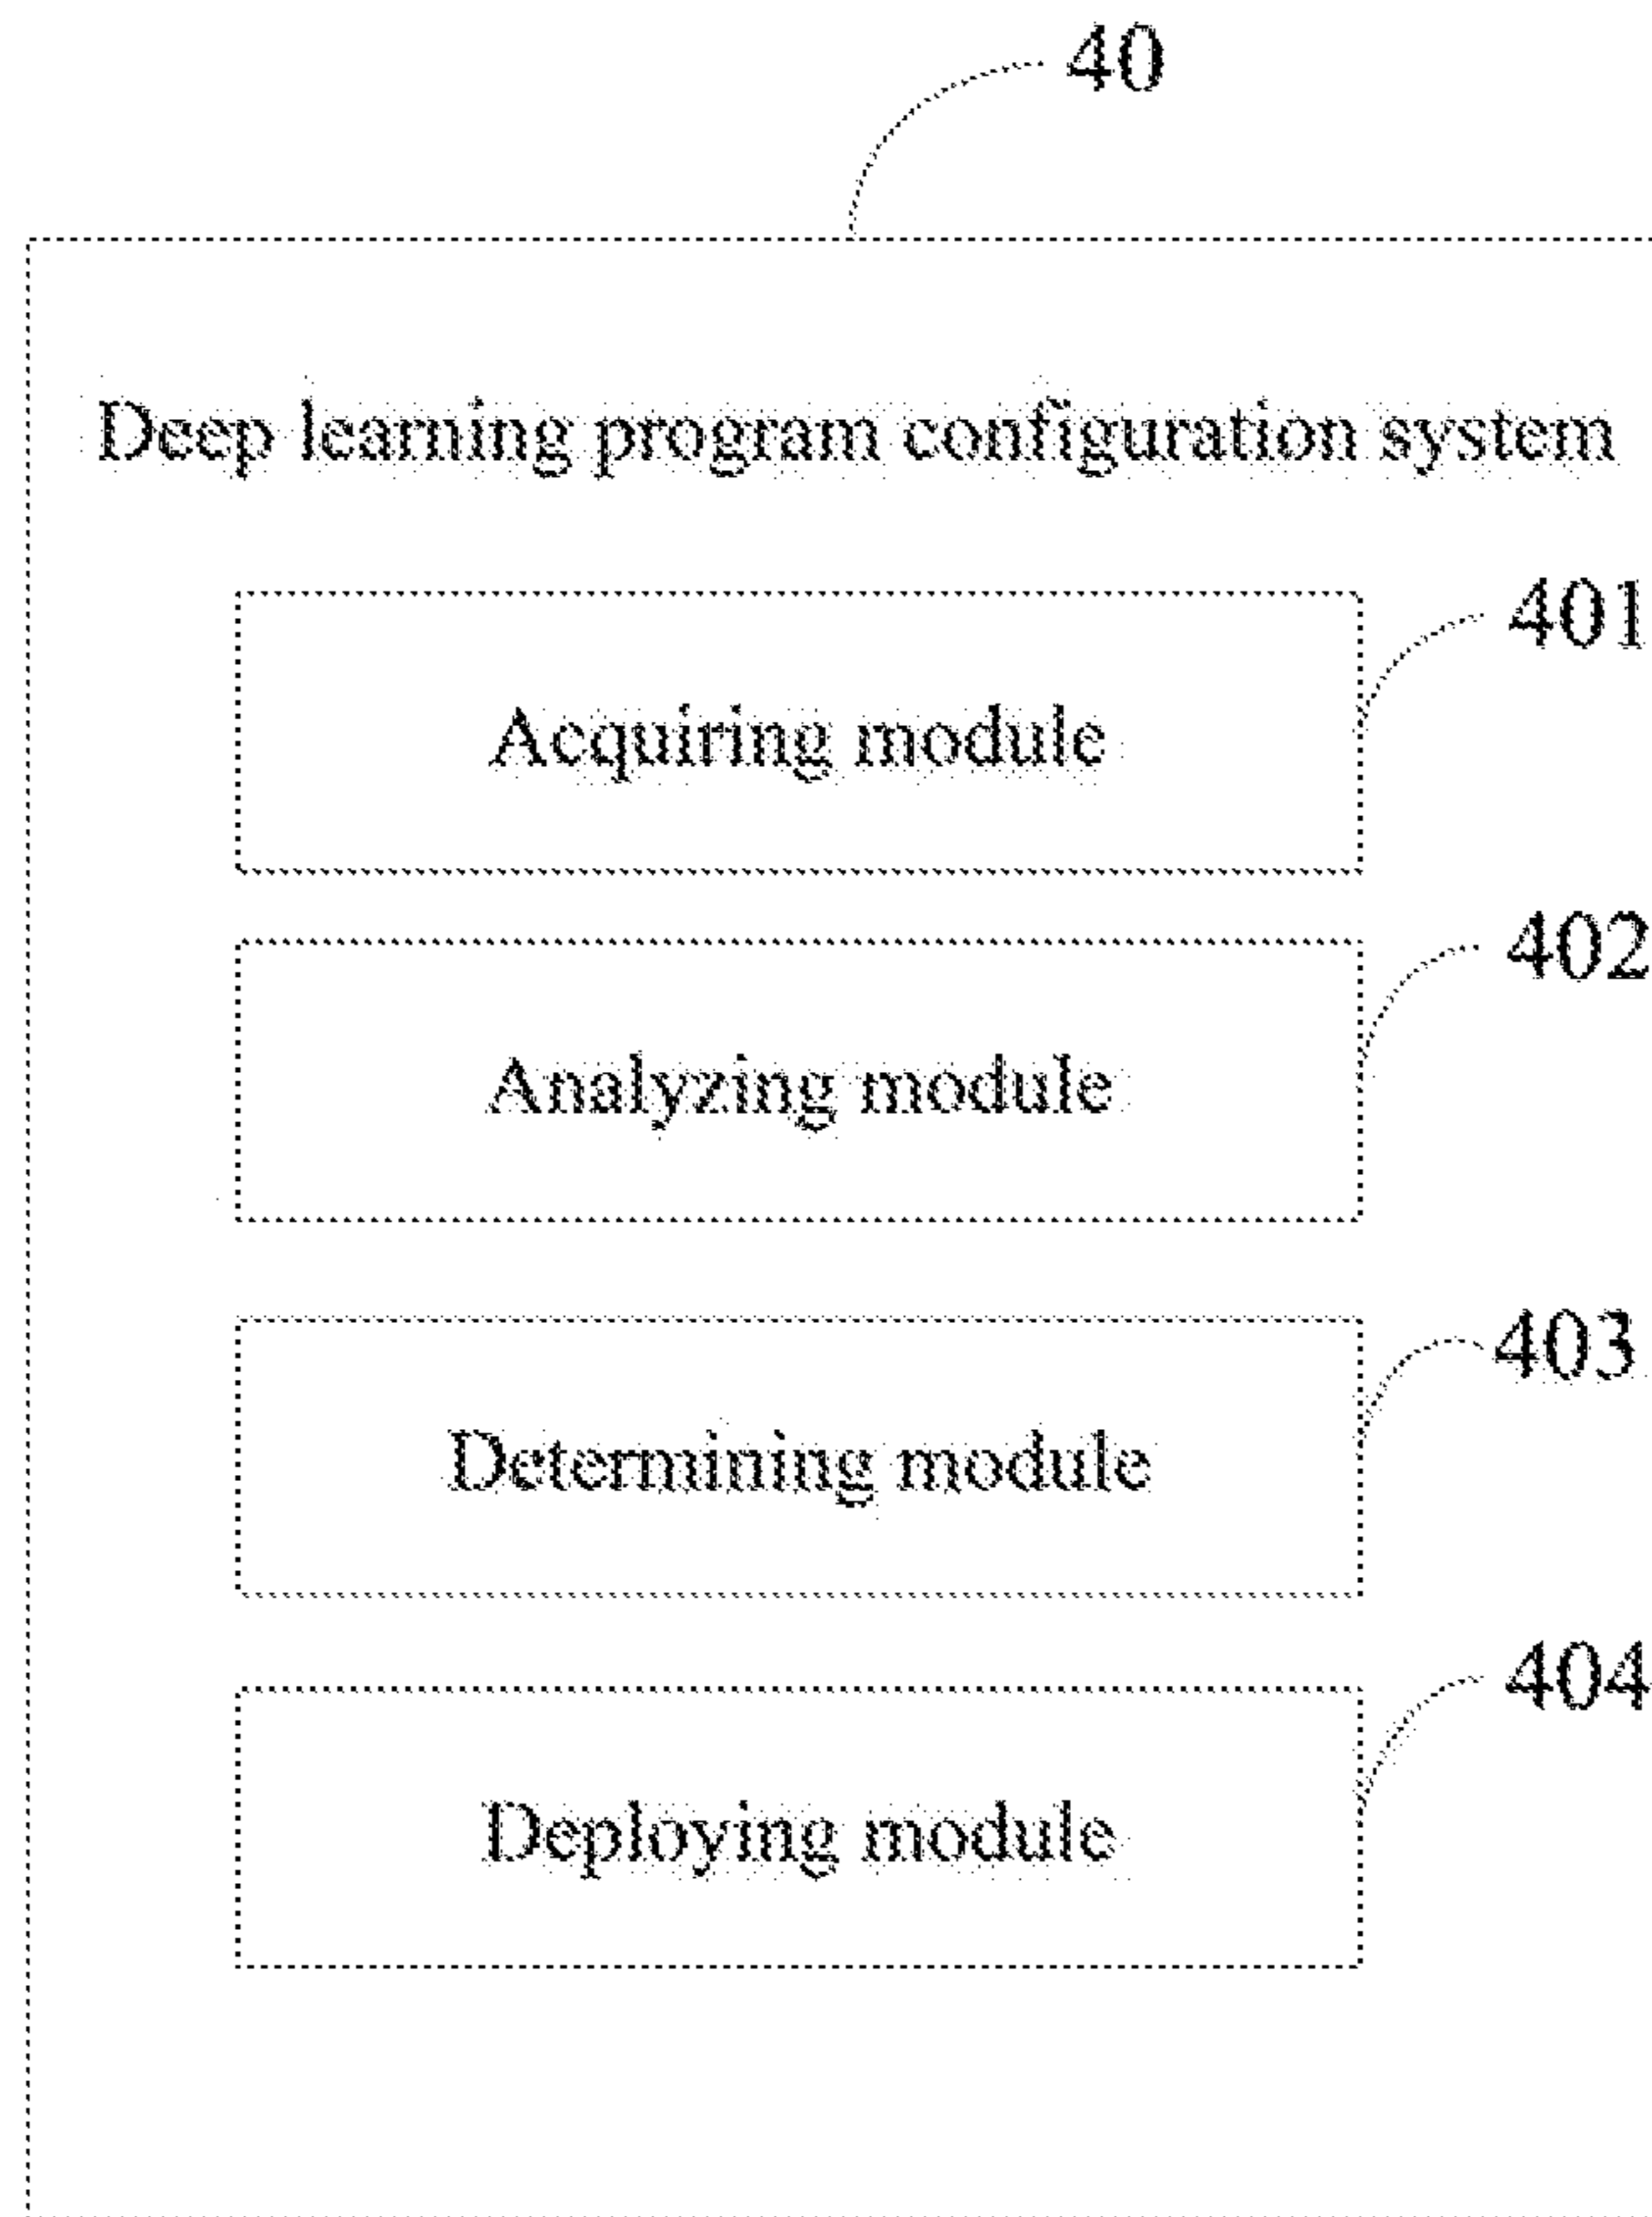 40
Deep learning program configuration system
401
Acquiring module
402
Analyzing module
403
Determining module
404
Deploying module